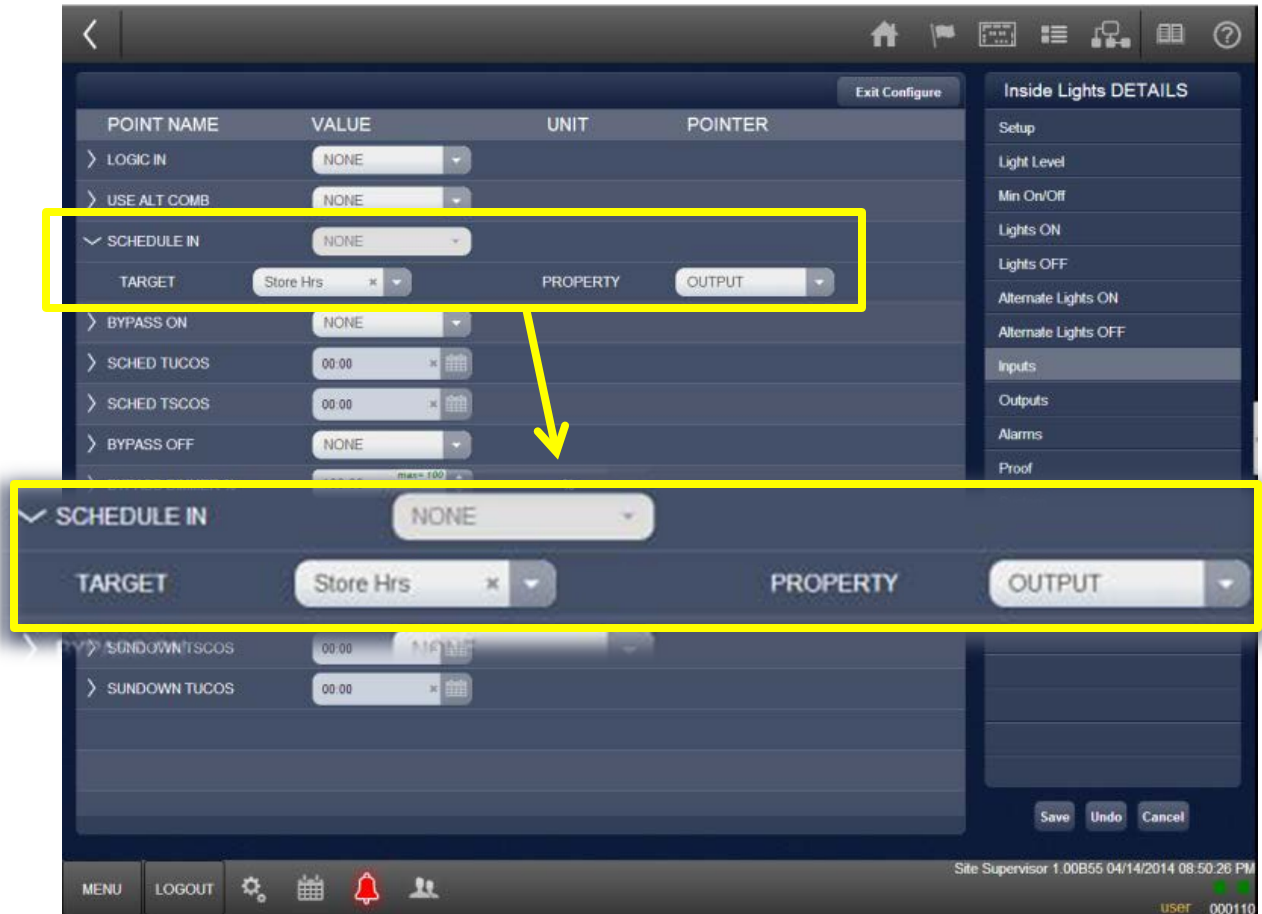 Exit Configure
Inside Lights DETAILS
POINT NAME VALUE UNIT POINTER
Setup
LOGIC IN NONE
Light Level
USE ALT COMB NONE
Min On/Off
SCHEDULE IN NONE
Lights ON
TARGET Store Hrs × PROPERTY OUTPUT
Lights OFF
Alternate Lights ON
BYPASS ON NONE
Alternate Lights OFF
SCHED TUCOS 00:00 ×
Inputs
SCHED TSCOS 00:00 ×
Outputs
BYPASS OFF NONE
Alarms
max= 100
Proof
SCHEDULE IN NONE
TARGET Store Hrs × PROPERTY OUTPUT
SUNDOWN TSCOS 00:00 NONE
SUNDOWN TUCOS 00:00 ×
Save Undo Cancel
MENU LOGOUT
Site Supervisor 1.00B55 04/14/2014 08:50:26 PM
user 000110